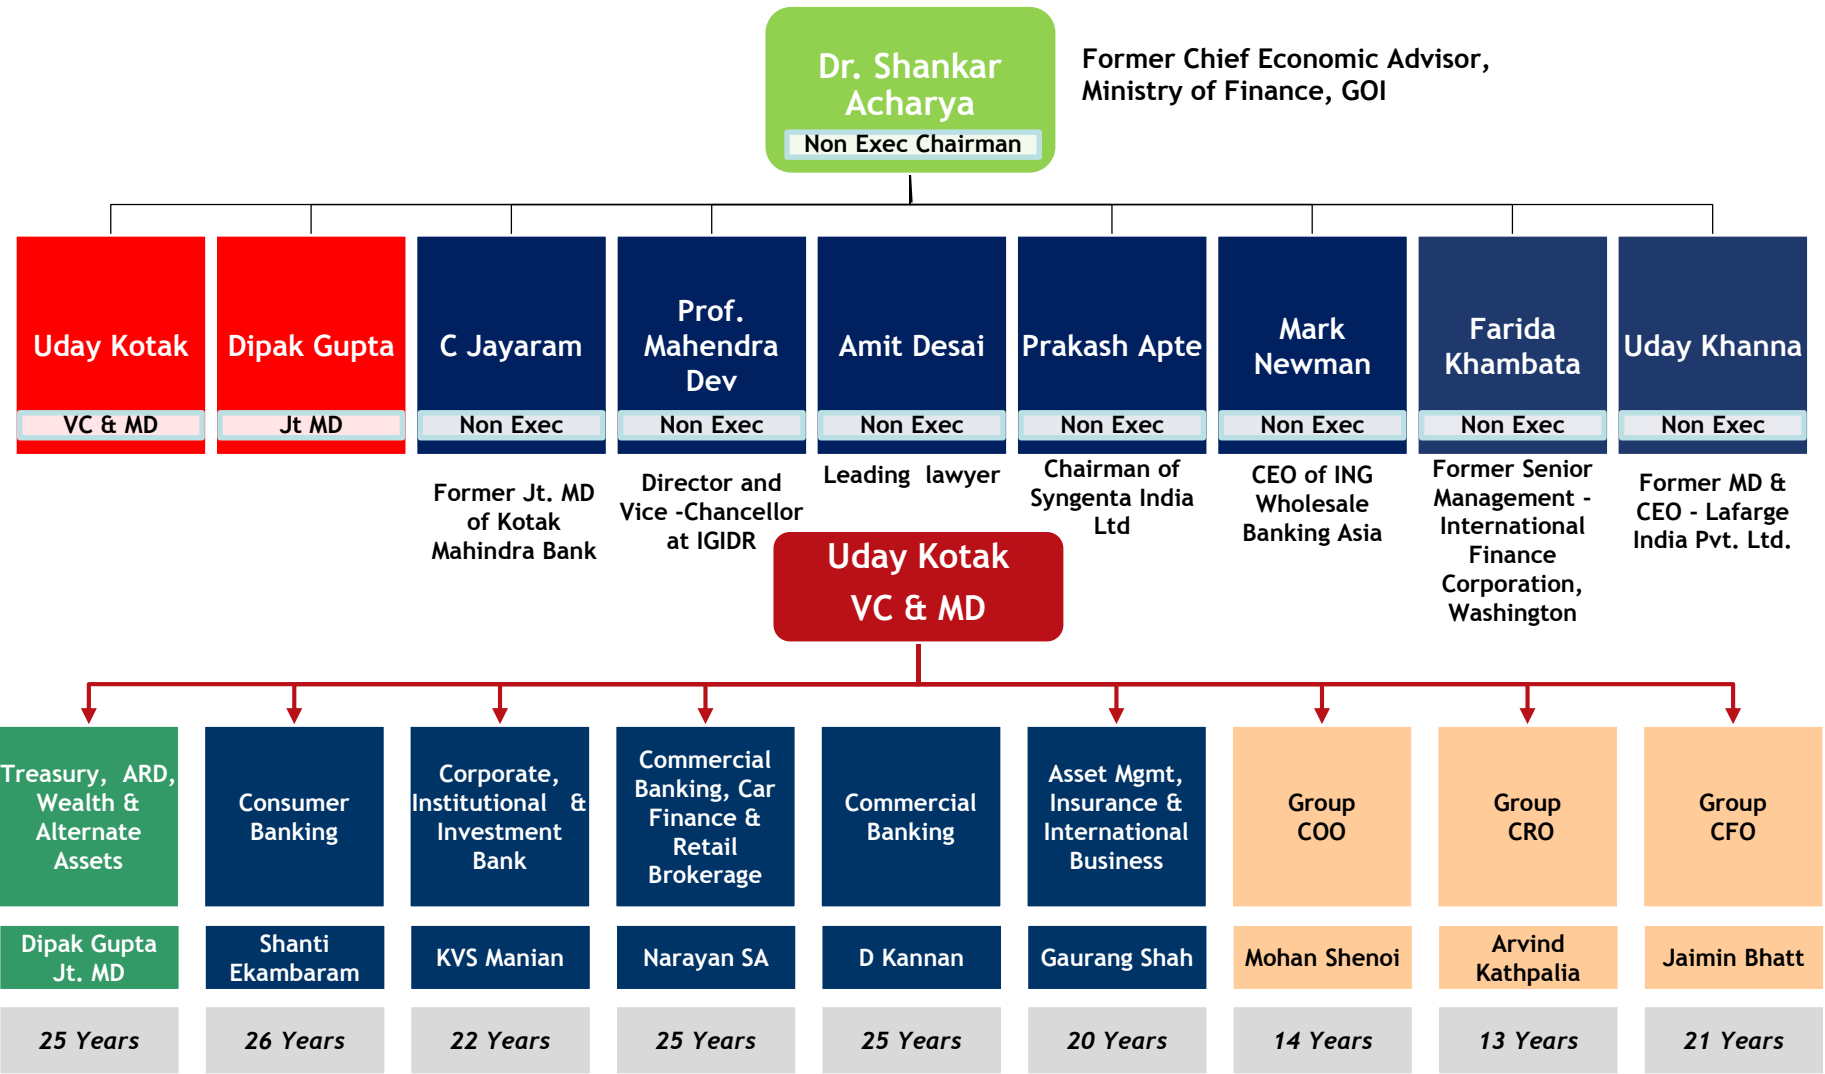 Dr. Shankar
Acharya
Non Exec Chairman
Former Chief Economic Advisor,
Ministry of Finance, GOI
Uday Kotak
VC & MD
Dipak Gupta
Jt MD
C Jayaram
Non Exec
Former Jt. MD
of Kotak
Mahindra Bank
Prof.
Mahendra
Dev
Non Exec
Director and
Vice -Chancellor
at IGIDR
Amit Desai
Non Exec
Leading lawyer
Prakash Apte
Non Exec
Chairman of
Syngenta India
Ltd
Mark
Newman
Non Exec
CEO of ING
Wholesale
Banking Asia
Farida
Khambata
Non Exec
Former Senior
Management -
International
Finance
Corporation,
Washington
Uday Khanna
Non Exec
Former MD &
CEO - Lafarge
India Pvt. Ltd.
Uday Kotak
VC & MD
Treasury, ARD,
Wealth &
Alternate
Assets
Dipak Gupta
Jt. MD
25 Years
Consumer
Banking
Shanti
Ekambaram
26 Years
Corporate,
Institutional &
Investment
Bank
KVS Manian
22 Years
Commercial
Banking, Car
Finance &
Retail
Brokerage
Narayan SA
25 Years
Commercial
Banking
D Kannan
25 Years
Asset Mgmt,
Insurance &
International
Business
Gaurang Shah
20 Years
Group
COO
Mohan Shenoi
14 Years
Group
CRO
Arvind
Kathpalia
13 Years
Group
CFO
Jaimin Bhatt
21 Years